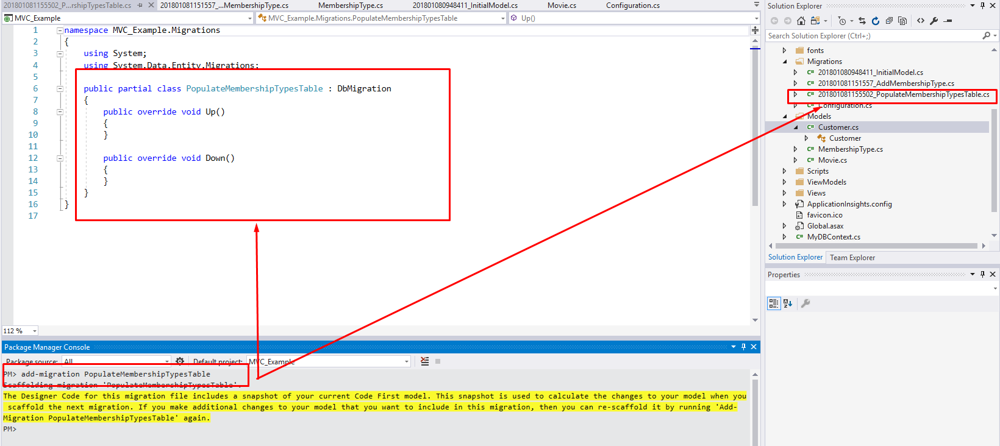 201801081155502_P...rshipTypesTable.cs
201801081151557_...MembershipType.cs
MembershipType.cs
201801080948411_InitialModel.cs
Movie.cs
Configuration.cs
MVC_Example
MVC_Example.Migrations.PopulateMembershipTypesTable
Up()
1 namespace MVC_Example.Migrations
2 {
3 using System;
4 using System.Data.Entity.Migrations;
5
6 public partial class PopulateMembershipTypesTable : DbMigration
7 {
8 public override void Up()
9 {
10 }
11
12 public override void Down()
13 {
14 }
15 }
16 }
17
112 %
Package Manager Console
Package source: All
Default project: MVC_Example
PM> add-migration PopulateMembershipTypesTable
Scaffolding migration 'PopulateMembershipTypesTable'.
The Designer Code for this migration file includes a snapshot of your current Code First model. This snapshot is used to calculate the changes to your model when you
scaffold the next migration. If you make additional changes to your model that you want to include in this migration, then you can re-scaffold it by running 'Add-
Migration PopulateMembershipTypesTable' again.
PM>
Solution Explorer
Search Solution Explorer (Ctrl+;)
fonts
Migrations
C# 201801080948411_InitialModel.cs
C# 201801081151557_AddMembershipType.cs
C# 201801081155502_PopulateMembershipTypesTable.cs
C# Configuration.cs
Models
C# Customer.cs
Customer
C# MembershipType.cs
C# Movie.cs
Scripts
ViewModels
Views
ApplicationInsights.config
favicon.ico
Global.asax
C# MyDBContext.cs
Solution Explorer
Team Explorer
Properties